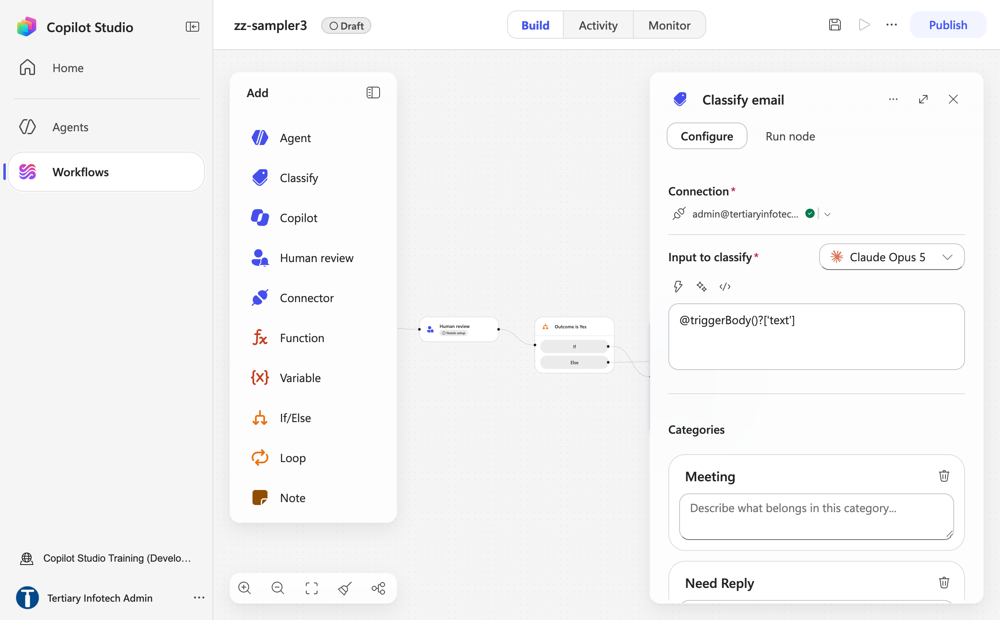 Copilot Studio
Home
Agents
Workflows
Copilot Studio Training (Develo...
Tertiary Infotech Admin
zz-sampler3
Draft
Build
Activity
Monitor
Publish
Add
Agent
Classify
Copilot
Human review
Connector
Function
Variable
If/Else
Loop
Note
Human review
Needs setup
Outcome is Yes
If
Else
Classify email
Configure
Run node
Connection*
admin@tertiaryinfotec...
Input to classify*
Claude Opus 5
@triggerBody()?['text']
Categories
Meeting
Describe what belongs in this category...
Need Reply